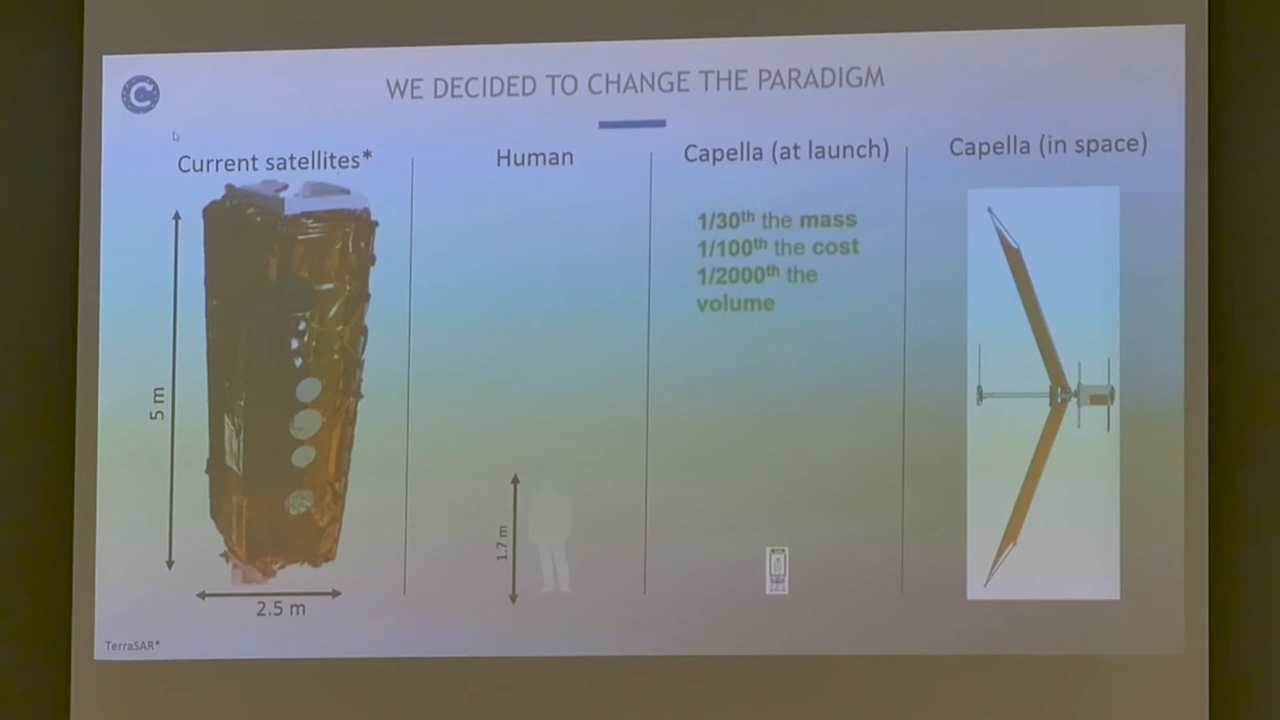 C
WE DECIDED TO CHANGE THE PARADIGM
Current satellites*
Human
Capella (at launch)
Capella (in space)
1/30th the mass
1/100th the cost
1/2000th the
volume
5 m
1.7 m
2.5 m
TerraSAR*